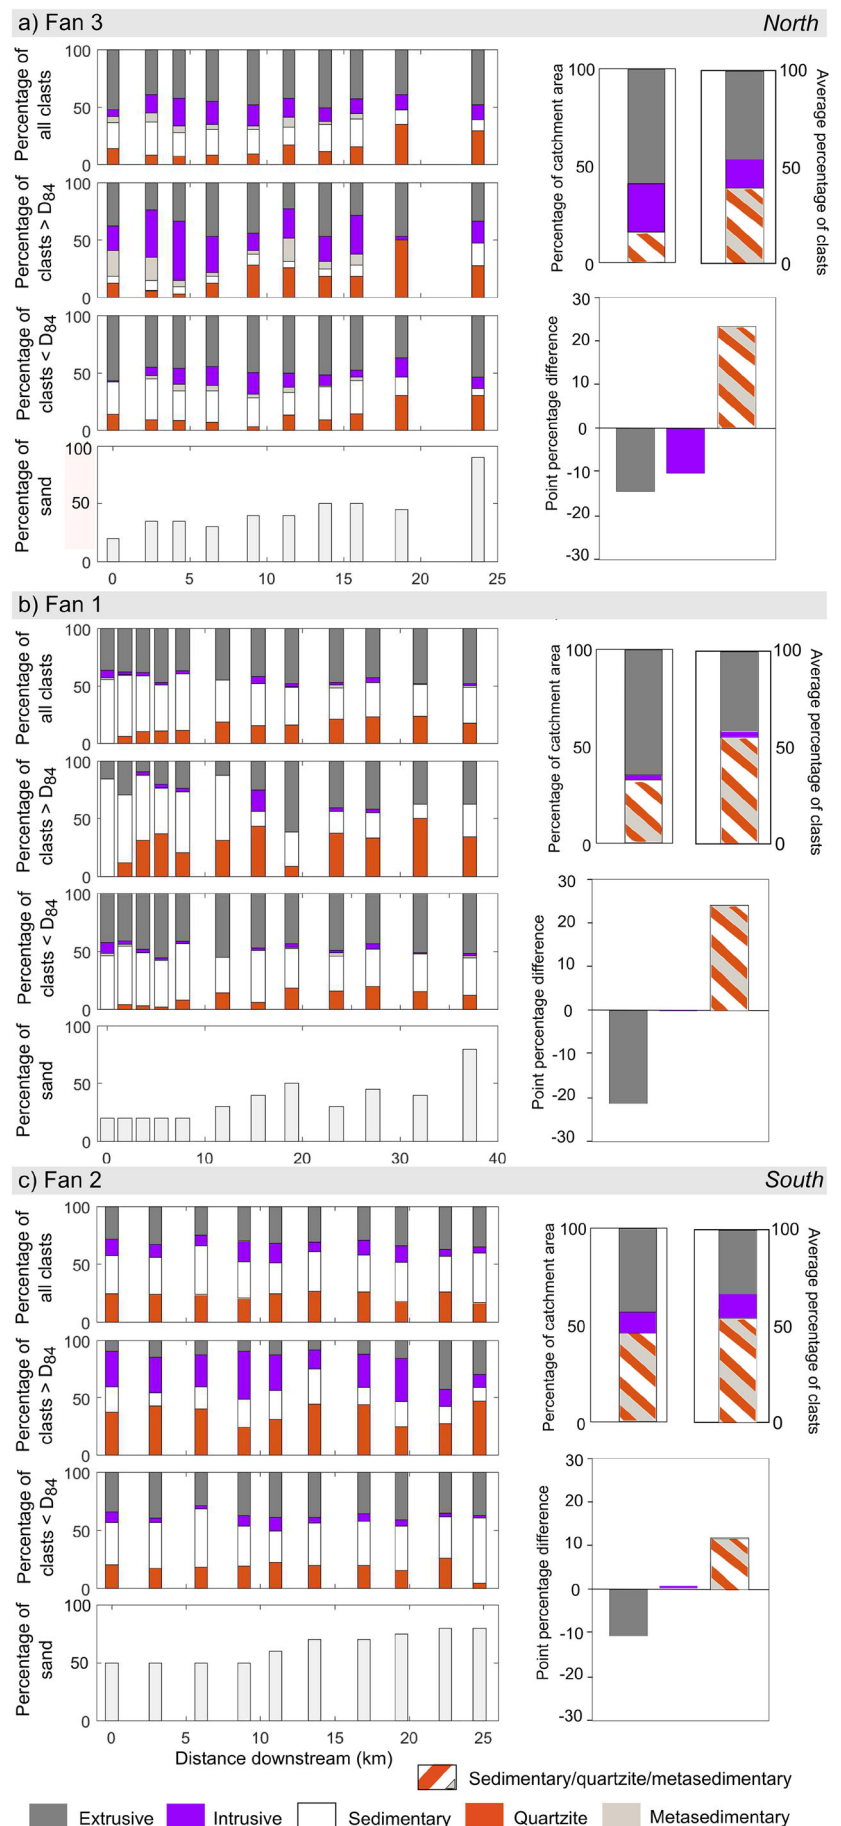 a) Fan 3
North
Percentage of
all clasts
100
50
0
Percentage of
clasts > D84
100
50
0
Percentage of
clasts < D84
100
50
0
Percentage of
sand
100
50
0
0 5 10 15 20 25
Percentage of catchment area
100
50
0
100
50
0
Average percentage of clasts
Point percentage difference
30
20
10
0
-10
-20
-30
b) Fan 1
Percentage of
all clasts
100
50
0
Percentage of
clasts > D84
100
50
0
Percentage of
clasts < D84
100
50
0
Percentage of
sand
100
50
0
0 10 20 30 40
Percentage of catchment area
100
50
0
100
50
0
Average percentage of clasts
Point percentage difference
30
20
10
0
-10
-20
-30
c) Fan 2
South
Percentage of
all clasts
100
50
0
Percentage of
clasts > D84
100
50
0
Percentage of
clasts < D84
100
50
0
Percentage of
sand
100
50
0
0 5 10 15 20 25
Distance downstream (km)
Percentage of catchment area
100
50
0
100
50
0
Average percentage of clasts
Point percentage difference
30
20
10
0
-10
-20
-30
Sedimentary/quartzite/metasedimentary
Extrusive Intrusive Sedimentary Quartzite Metasedimentary